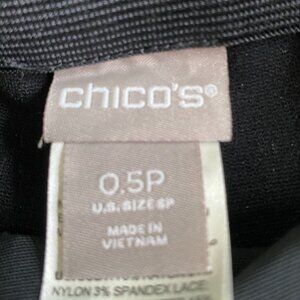 chico's®
0.5P
U.S. SIZE 6P
MADE IN
VIETNAM
NYLON 3% SPANDEX LACE: